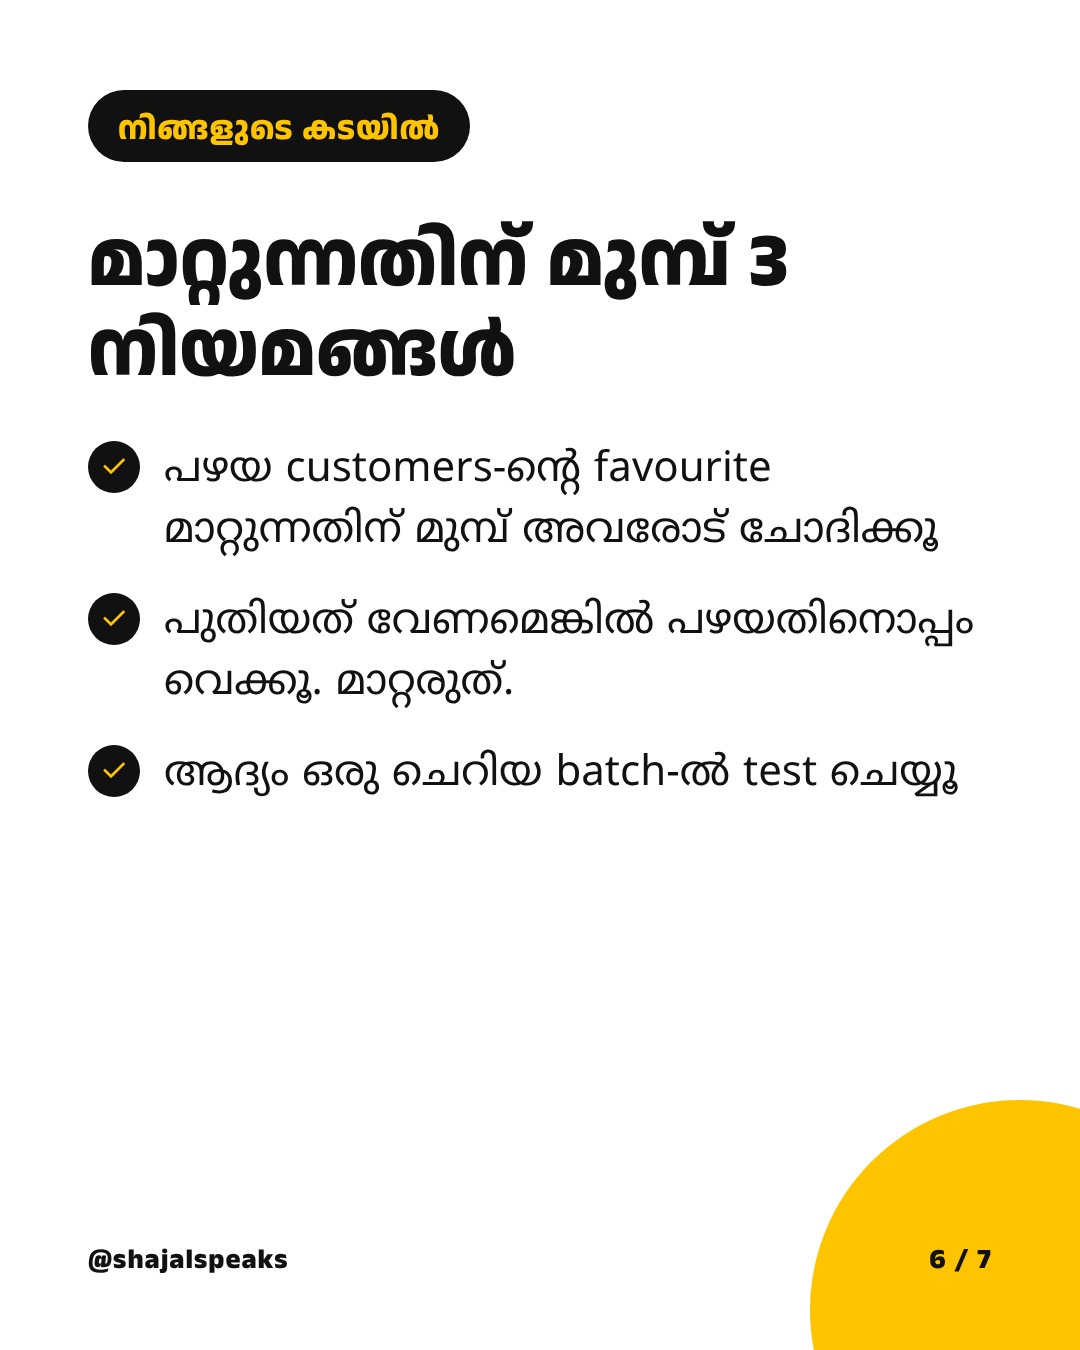 നിങ്ങളുടെ കടയിൽ
മാറ്റുന്നതിന് മുമ്പ് 3
നിയമങ്ങൾ
പഴയ customers-ന്റെ favourite
മാറ്റുന്നതിന് മുമ്പ് അവരോട് ചോദിക്കൂ
പുതിയത് വേണമെങ്കിൽ പഴയതിനൊപ്പം
വെക്കൂ. മാറ്റരുത്.
ആദ്യം ഒരു ചെറിയ batch-ൽ test ചെയ്യൂ
@shajalspeaks
6 / 7